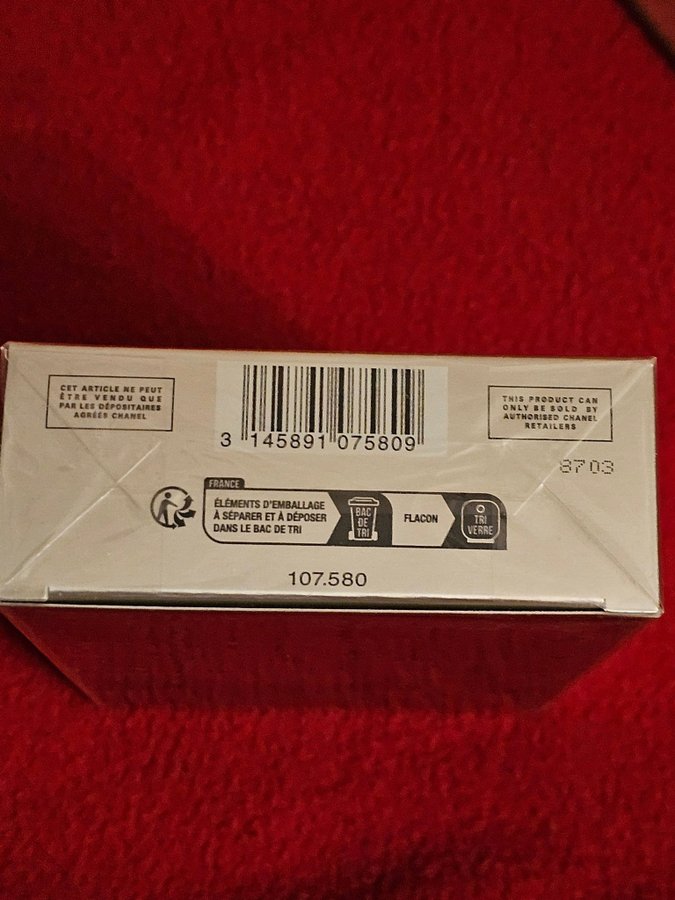 CET ARTICLE NE PEUT
ÊTRE VENDU QUE
PAR LES DÉPOSITAIRES
AGRÉÉS CHANEL
3 145891 075809
THIS PRODUCT CAN
ONLY BE SOLD BY
AUTHORISED CHANEL
RETAILERS
8703
FRANCE
ÉLÉMENTS D'EMBALLAGE
À SÉPARER ET À DÉPOSER
DANS LE BAC DE TRI
BAC
DE
TRI
FLACON
TRI
VERRE
107.580